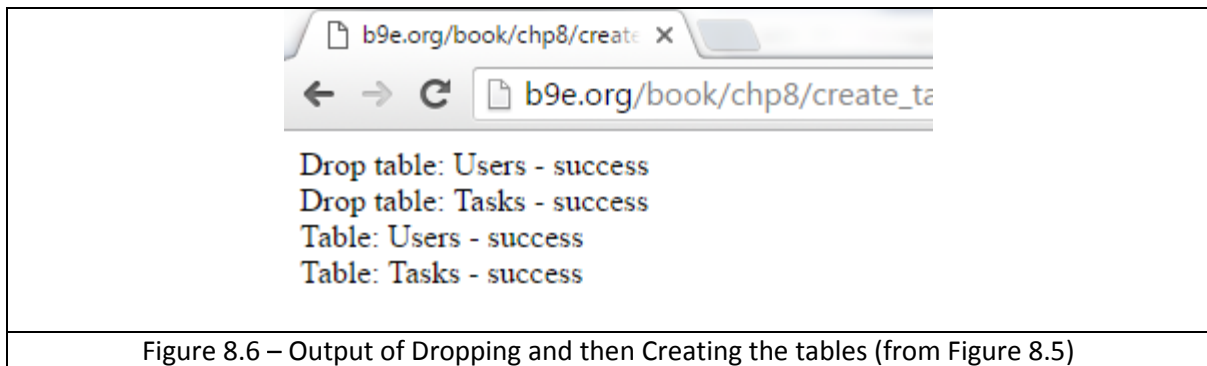 b9e.org/book/chp8/create
b9e.org/book/chp8/create_ta
Drop table: Users - success
Drop table: Tasks - success
Table: Users - success
Table: Tasks - success
Figure 8.6 – Output of Dropping and then Creating the tables (from Figure 8.5)